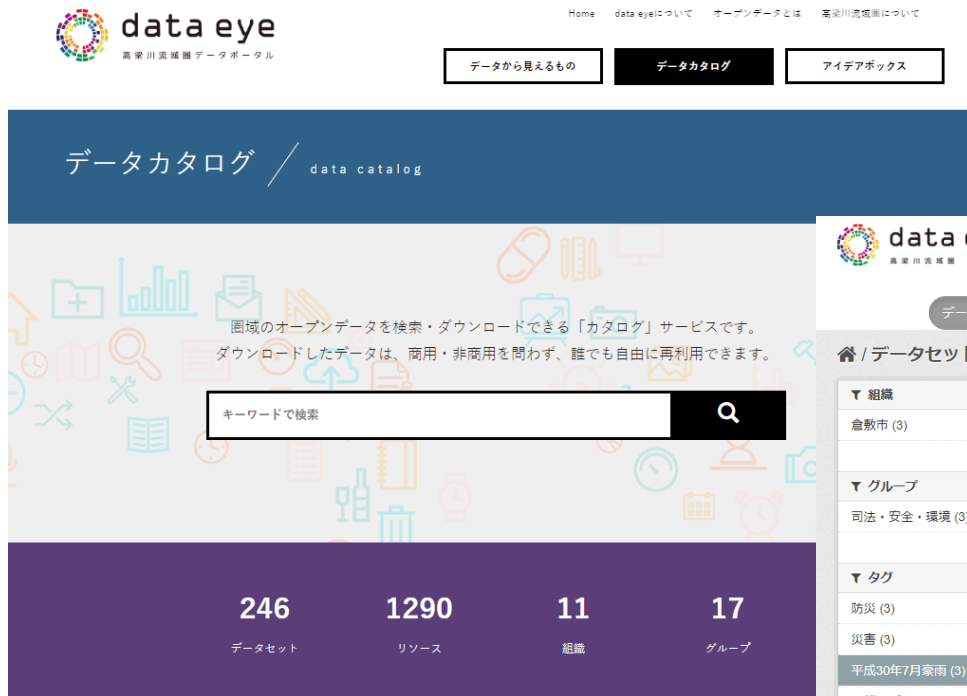 data eye
高梁川流域圏データポータル
Home data eyeについて オープンデータとは 高梁川流域圏について
データから見えるもの データカタログ アイデアボックス
データカタログ data catalog
圏域のオープンデータを検索・ダウンロードできる「カタログ」サービスです。
ダウンロードしたデータは、商用・非商用を問わず、誰でも自由に再利用できます。
キーワードで検索
246 1290 11 17
データセット リソース 組織 グループ
data e
高梁川流域圏
デー
/ データセット
組織
倉敷市 (3)
グループ
司法・安全・環境 (3)
タグ
防災 (3)
災害 (3)
平成30年7月豪雨 (3)